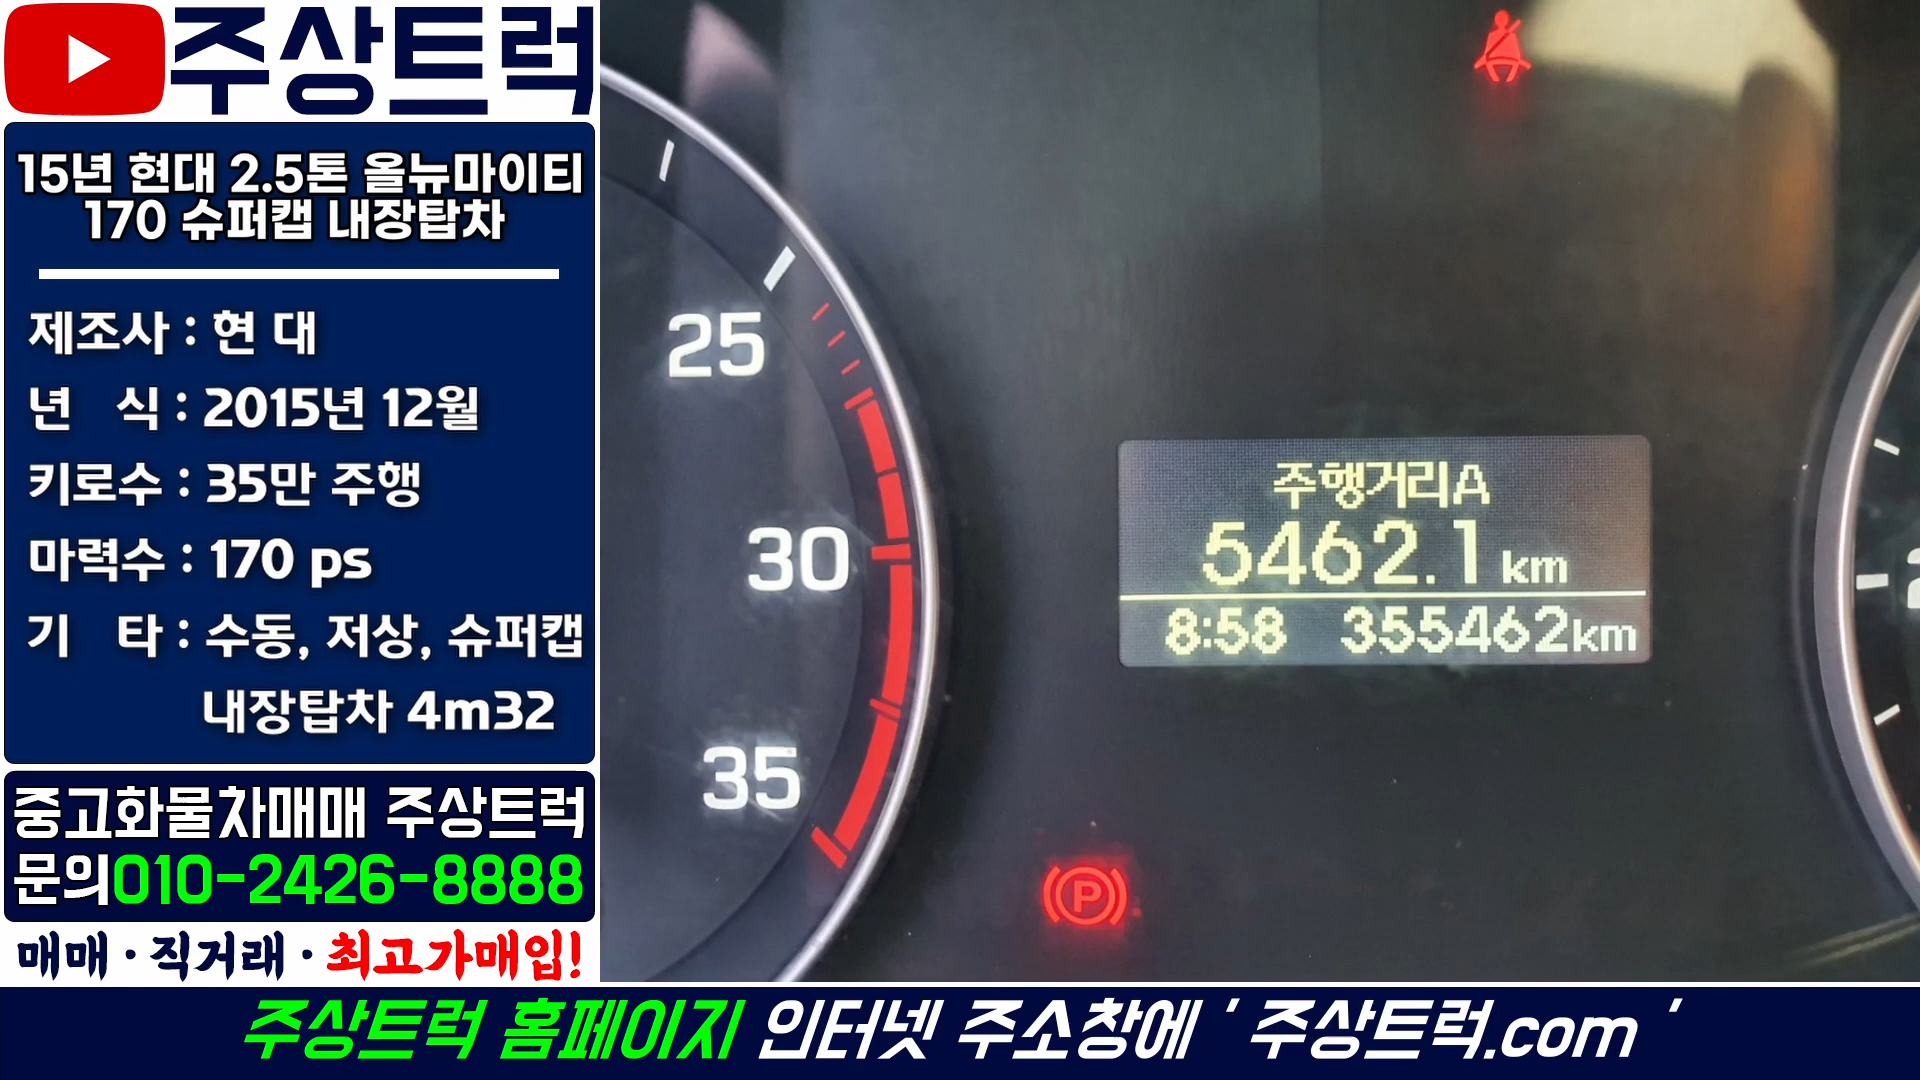 주상트럭
15년 현대 2.5톤 올뉴마이티
170 슈퍼캡 내장탑차
제조사 : 현 대
년 식 : 2015년 12월
키로수 : 35만 주행
마력수 : 170 ps
기 타 : 수동, 저상, 슈퍼캡
내장탑차 4m32
중고화물차매매 주상트럭
문의010-2426-8888
매매 · 직거래 · 최고가매입!
25
30
35
주행거리A
5462.1 km
8:58 355462km
P
주상트럭 홈페이지 인터넷 주소창에 ' 주상트럭.com '